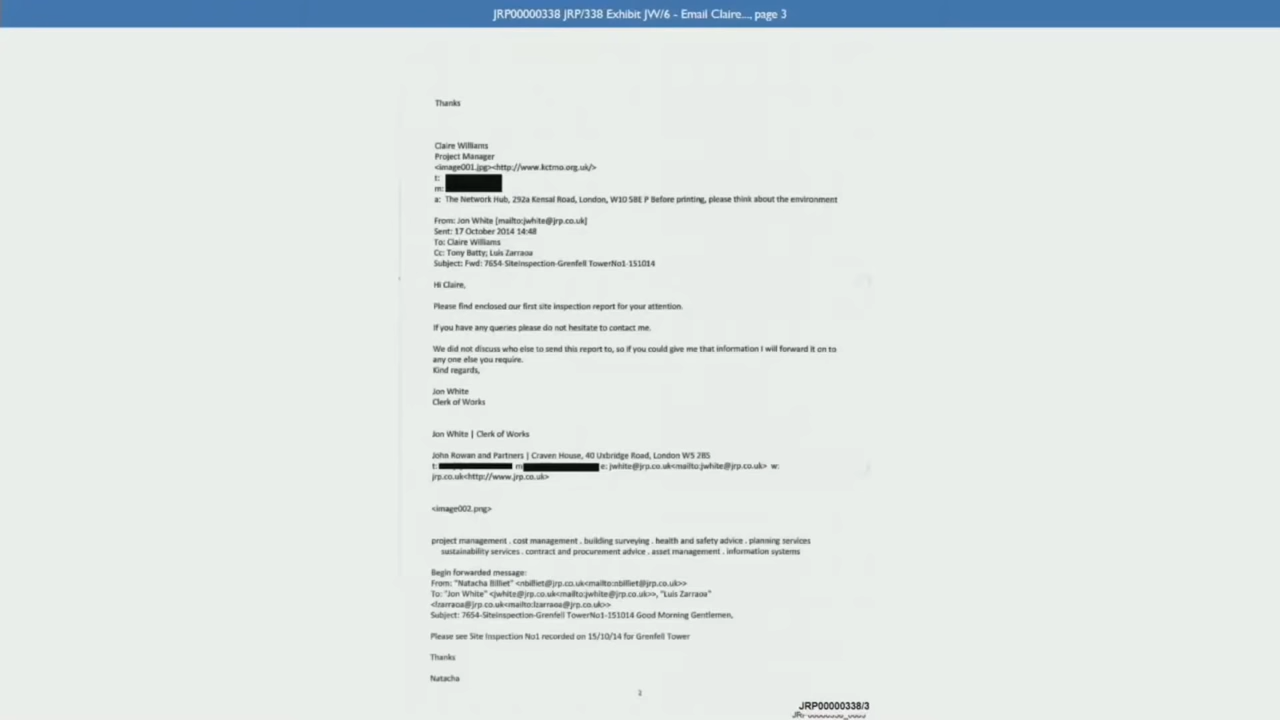 JRP00000338 JRP/338 Exhibit JW/6 - Email Claire..., page 3
Thanks
Claire Williams
Project Manager
<image001.jpg><http://www.kctmo.org.uk/>
t:
m:
a: The Network Hub, 292a Kensal Road, London, W10 5BE P Before printing, please think about the environment
From: Jon White [mailto:jwhite@jrp.co.uk]
Sent: 17 October 2014 14:48
To: Claire Williams
Cc: Tony Batty; Luis Zarraoa
Subject: Fwd: 7654-SiteInspection-Grenfell TowerNo1-151014
Hi Claire,
Please find enclosed our first site inspection report for your attention.
If you have any queries please do not hesitate to contact me.
We did not discuss who else to send this report to, so if you could give me that information I will forward it on to
any one else you require.
Kind regards,
Jon White
Clerk of Works
Jon White | Clerk of Works
John Rowan and Partners | Craven House, 40 Uxbridge Road, London W5 2BS
t: m e: jwhite@jrp.co.uk<mailto:jwhite@jrp.co.uk> w:
jrp.co.uk<http://www.jrp.co.uk>
<image002.png>
project management . cost management . building surveying . health and safety advice . planning services
sustainability services . contract and procurement advice . asset management . information systems
Begin forwarded message:
From: "Natacha Billiet" <nbilliet@jrp.co.uk<mailto:nbilliet@jrp.co.uk>>
To: "Jon White" <jwhite@jrp.co.uk<mailto:jwhite@jrp.co.uk>>, "Luis Zarraoa"
<lzarraoa@jrp.co.uk<mailto:lzarraoa@jrp.co.uk>>
Subject: 7654-SiteInspection-Grenfell TowerNo1-151014 Good Morning Gentlemen,
Please see Site Inspection No1 recorded on 15/10/14 for Grenfell Tower
Thanks
Natacha
JRP00000338/3